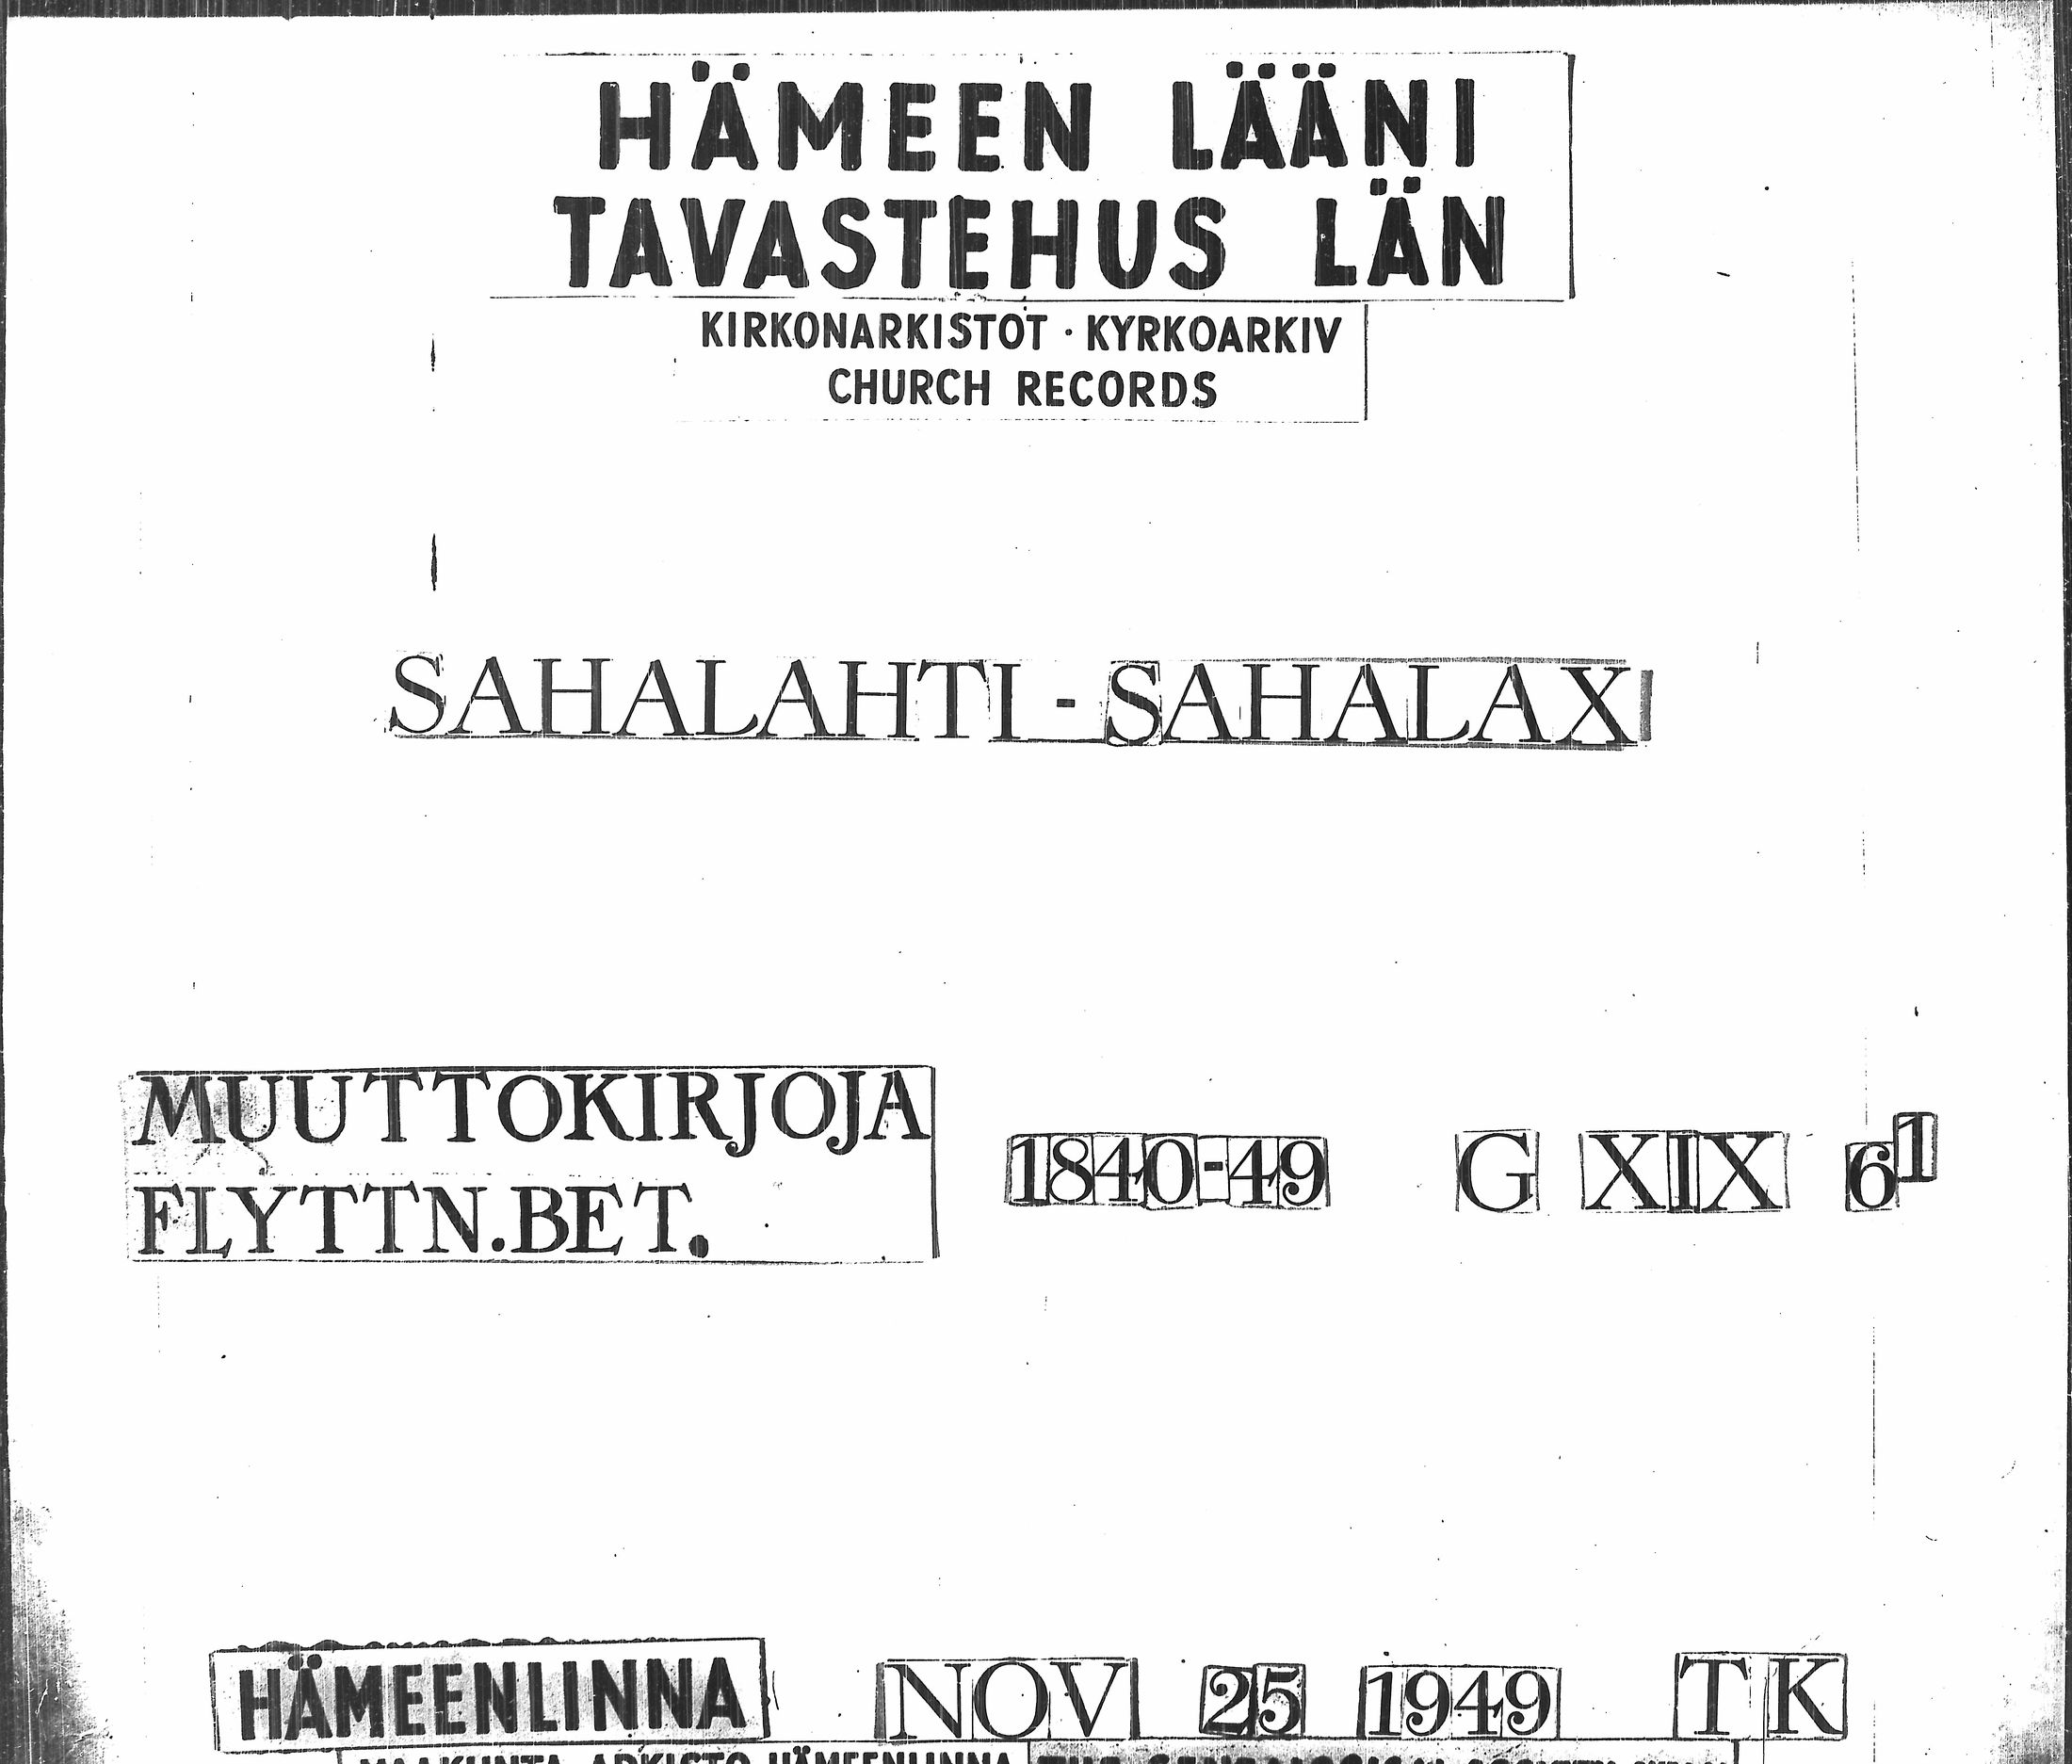 HÄMEEN LÄÄNI
TAVASTEHUS LÄN
KIRKONARKISTOT · KYRKOARKIV
CHURCH RECORDS
SAHALAHTI - SAHALAX
MUUTTOKIRJOJA
FLYTTN.BET.
1840-49 G XIX 6¹
HÄMEENLINNA NOV 25 1949 T K